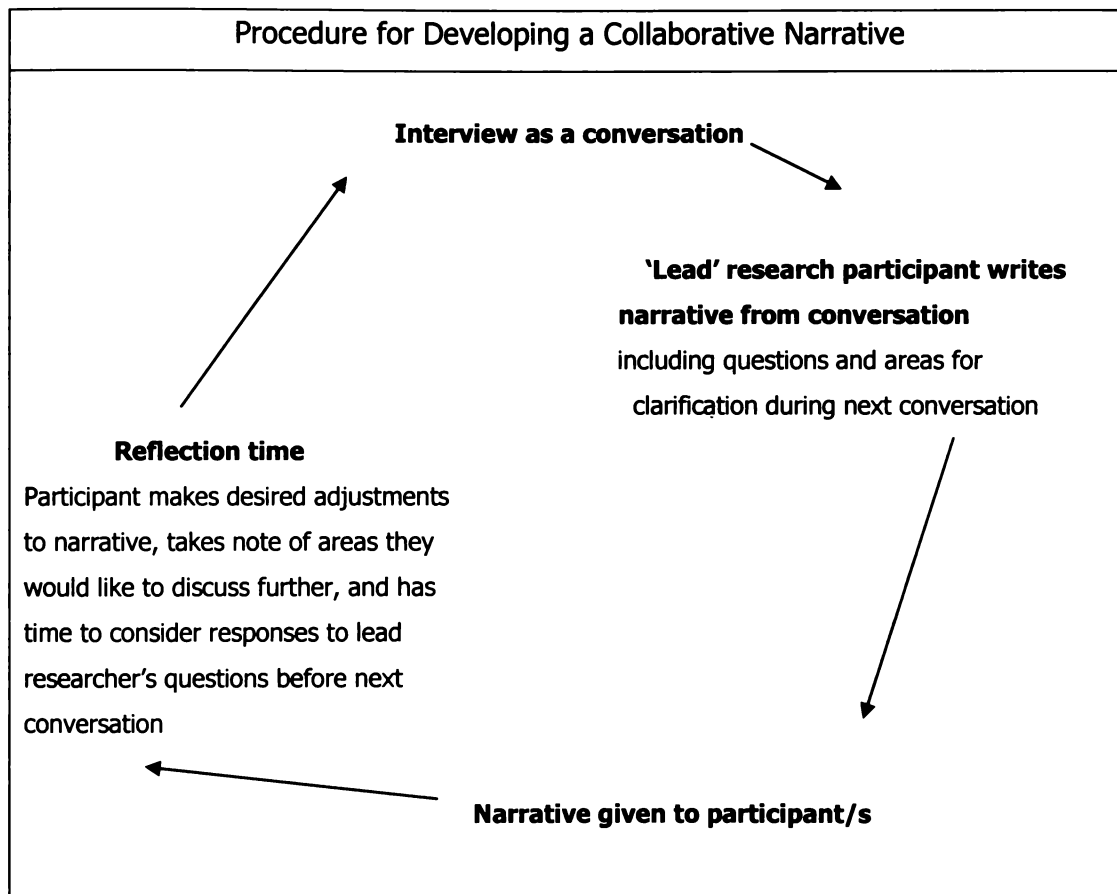 Procedure for Developing a Collaborative Narrative
Interview as a conversation
‘Lead’ research participant writes
narrative from conversation
including questions and areas for
clarification during next conversation
Reflection time
Participant makes desired adjustments
to narrative, takes note of areas they
would like to discuss further, and has
time to consider responses to lead
researcher’s questions before next
conversation
Narrative given to participant/s